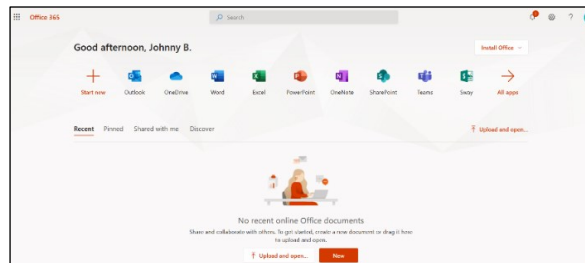 Office 365
Search
?
Good afternoon, Johnny B.
Install Office
Start now Outlook OneDrive Word Excel PowerPoint OneNote SharePoint Teams Sway All apps
Recent Pinned Shared with me Discover
Upload and open...
No recent online Office documents
Share and collaborate with others. To get started, create a new document or drag it here
to upload and open.
Upload and open... New